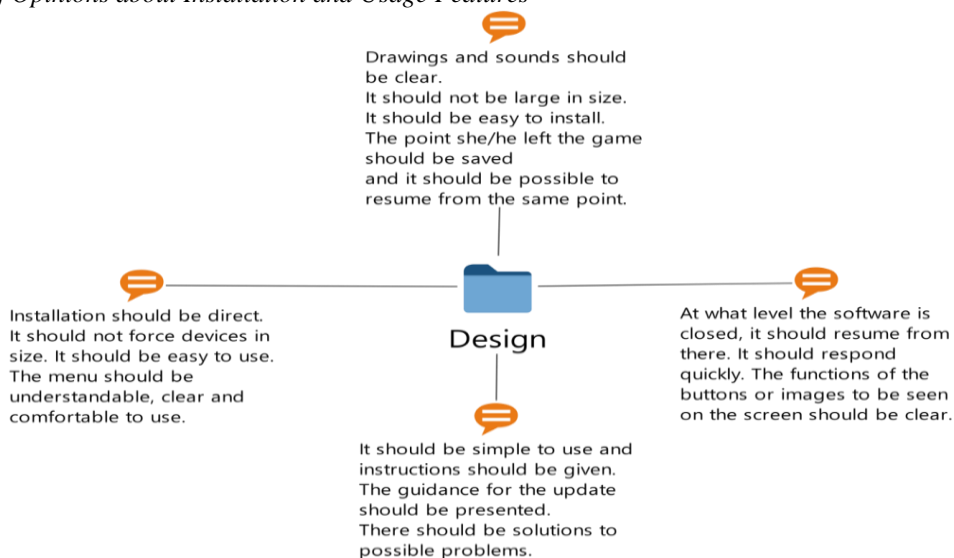 Opinions about Installation and Usage Features
Drawings and sounds should
be clear.
It should not be large in size.
It should be easy to install.
The point she/he left the game
should be saved
and it should be possible to
resume from the same point.
Installation should be direct.
It should not force devices in
size. It should be easy to use.
The menu should be
understandable, clear and
comfortable to use.
Design
At what level the software is
closed, it should resume from
there. It should respond
quickly. The functions of the
buttons or images to be seen
on the screen should be clear.
It should be simple to use and
instructions should be given.
The guidance for the update
should be presented.
There should be solutions to
possible problems.